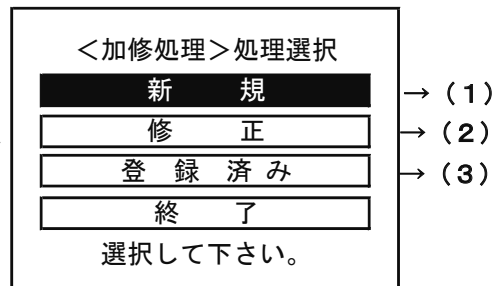 ＜加修処理＞処理選択
新　　規 →（１）
修　　正 →（２）
登　録　済　み →（３）
終　　了
選択して下さい。